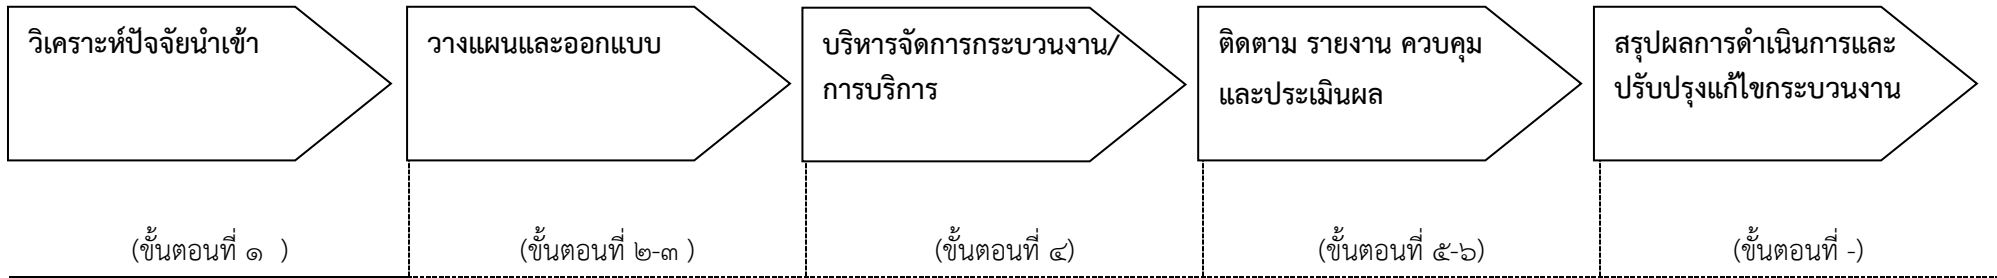 วิเคราะห์ปัจจัยนำเข้า
วางแผนและออกแบบ
บริหารจัดการกระบวนงาน/
การบริการ
ติดตาม รายงาน ควบคุม
และประเมินผล
สรุปผลการดำเนินการและ
ปรับปรุงแก้ไขกระบวนงาน
(ขั้นตอนที่ ๑ )
(ขั้นตอนที่ ๒-๓ )
(ขั้นตอนที่ ๔)
(ขั้นตอนที่ ๕-๖)
(ขั้นตอนที่ -)